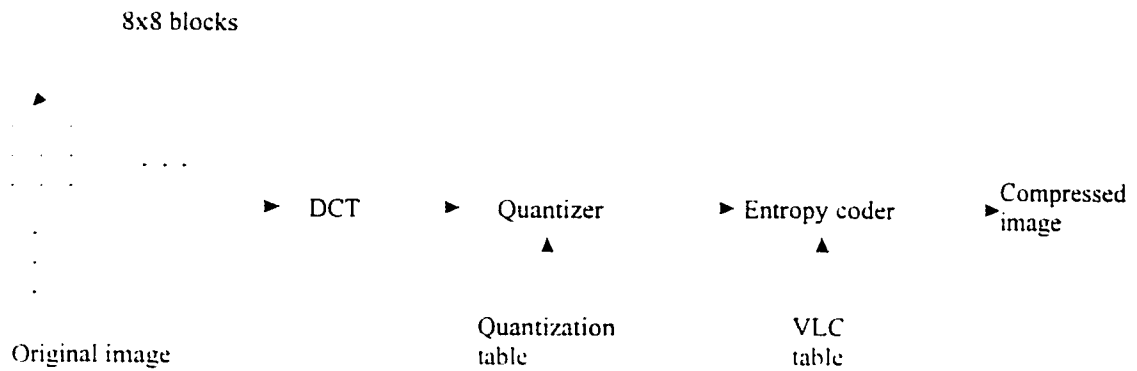 8x8 blocks
. . .
DCT
Quantizer
Entropy coder
Compressed
image
Quantization
table
VLC
table
Original image